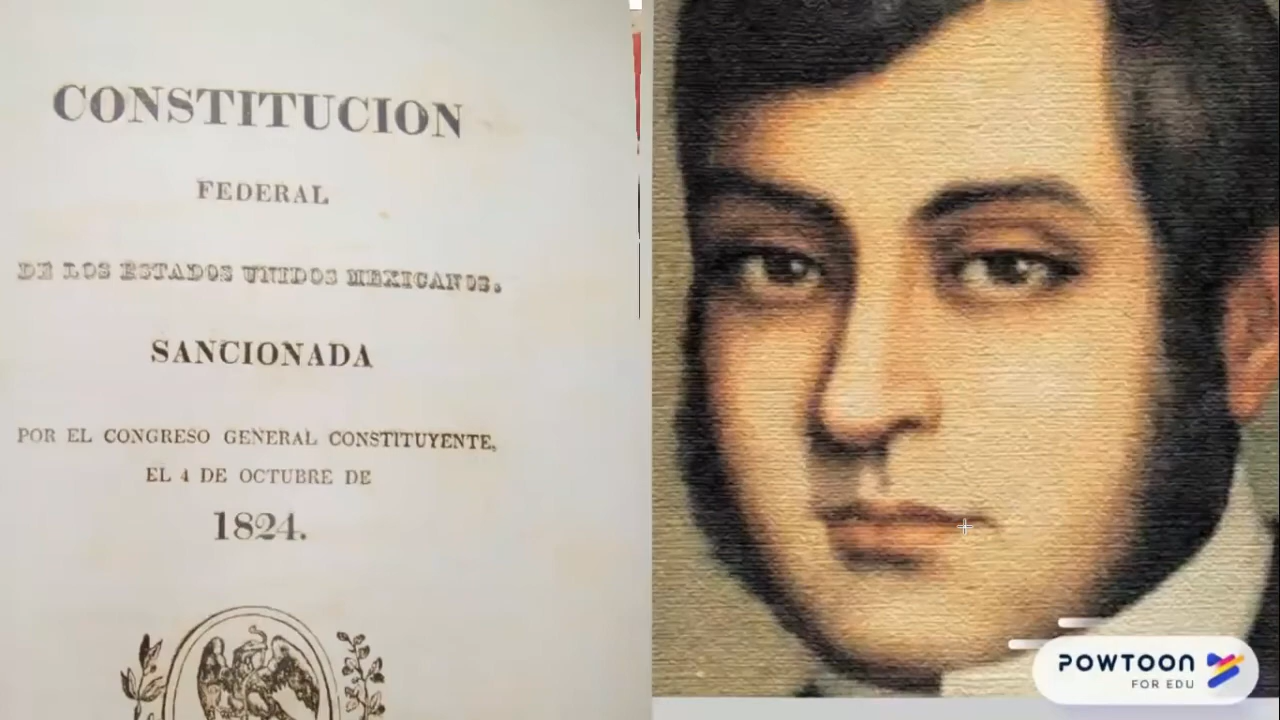 CONSTITUCION
FEDERAL
DE LOS ESTADOS UNIDOS MEXICANOS.
SANCIONADA
POR EL CONGRESO GENERAL CONSTITUYENTE,
EL 4 DE OCTUBRE DE
1824.
POWTOON
FOR EDU